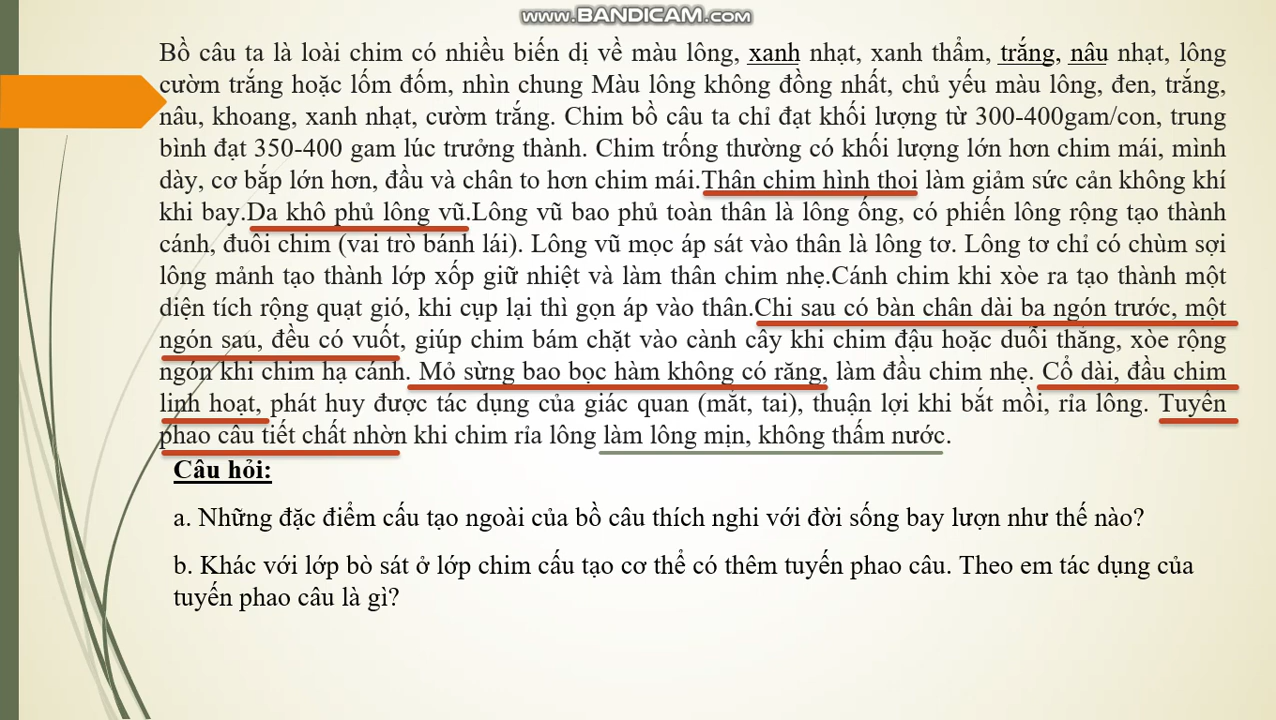 www.BANDICAM.com
Bồ câu ta là loài chim có nhiều biến dị về màu lông, xanh nhạt, xanh thẩm, trắng, nâu nhạt, lông
cườm trắng hoặc lốm đốm, nhìn chung Màu lông không đồng nhất, chủ yếu màu lông, đen, trắng,
nâu, khoang, xanh nhạt, cườm trắng. Chim bồ câu ta chỉ đạt khối lượng từ 300-400gam/con, trung
bình đạt 350-400 gam lúc trưởng thành. Chim trống thường có khối lượng lớn hơn chim mái, mình
dày, cơ bắp lớn hơn, đầu và chân to hơn chim mái.Thân chim hình thoi làm giảm sức cản không khí
khi bay.Da khô phủ lông vũ.Lông vũ bao phủ toàn thân là lông ống, có phiến lông rộng tạo thành
cánh, đuôi chim (vai trò bánh lái). Lông vũ mọc áp sát vào thân là lông tơ. Lông tơ chỉ có chùm sợi
lông mảnh tạo thành lớp xốp giữ nhiệt và làm thân chim nhẹ.Cánh chim khi xòe ra tạo thành một
diện tích rộng quạt gió, khi cụp lại thì gọn áp vào thân.Chi sau có bàn chân dài ba ngón trước, một
ngón sau, đều có vuốt, giúp chim bám chặt vào cành cây khi chim đậu hoặc duỗi thẳng, xòe rộng
ngón khi chim hạ cánh. Mỏ sừng bao bọc hàm không có răng, làm đầu chim nhẹ. Cổ dài, đầu chim
linh hoạt, phát huy được tác dụng của giác quan (mắt, tai), thuận lợi khi bắt mồi, rỉa lông. Tuyến
phao câu tiết chất nhờn khi chim rỉa lông làm lông mịn, không thấm nước.
Câu hỏi:
a. Những đặc điểm cấu tạo ngoài của bồ câu thích nghi với đời sống bay lượn như thế nào?
b. Khác với lớp bò sát ở lớp chim cấu tạo cơ thể có thêm tuyến phao câu. Theo em tác dụng của
tuyến phao câu là gì?